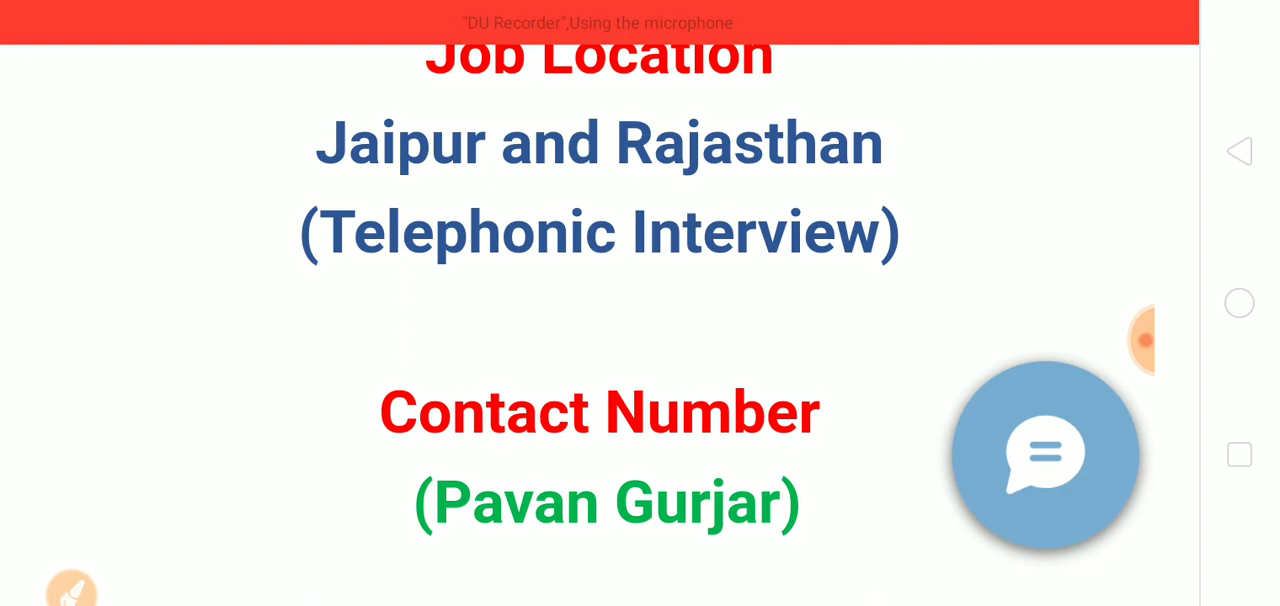 "DU Recorder",Using the microphone
Job Location
Jaipur and Rajasthan
(Telephonic Interview)
Contact Number
(Pavan Gurjar)